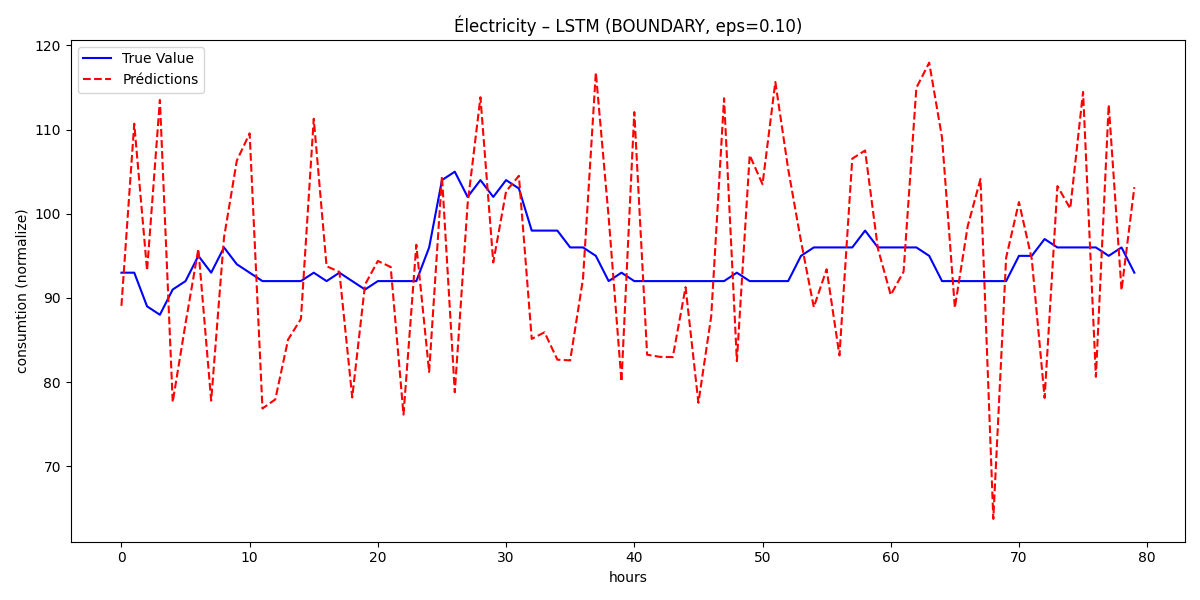 Électricity – LSTM (BOUNDARY, eps=0.10)
True Value
Prédictions
consumtion (normalize)
120
110
100
90
80
70
0 10 20 30 40 50 60 70 80
hours